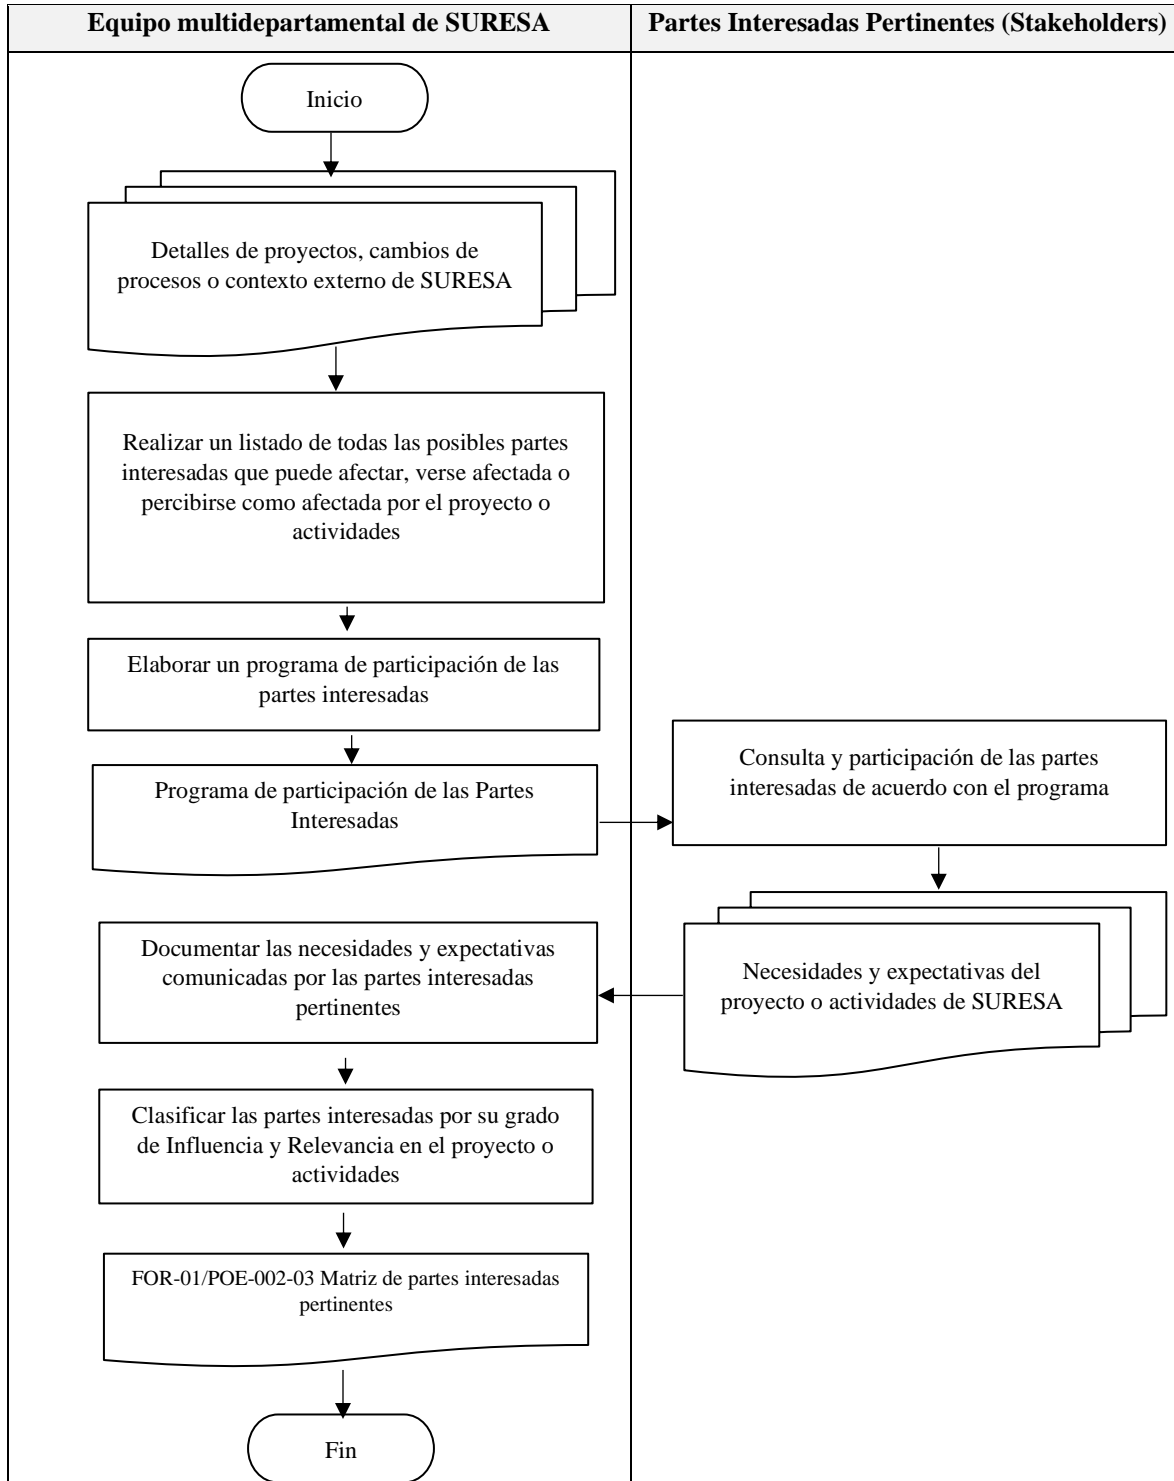 Equipo multidepartamental de SURESA
Partes Interesadas Pertinentes (Stakeholders)
Inicio
Detalles de proyectos, cambios de
procesos o contexto externo de SURESA
Realizar un listado de todas las posibles partes
interesadas que puede afectar, verse afectada o
percibirse como afectada por el proyecto o
actividades
Elaborar un programa de participación de las
partes interesadas
Programa de participación de las Partes
Interesadas
Consulta y participación de las partes
interesadas de acuerdo con el programa
Necesidades y expectativas del
proyecto o actividades de SURESA
Documentar las necesidades y expectativas
comunicadas por las partes interesadas
pertinentes
Clasificar las partes interesadas por su grado
de Influencia y Relevancia en el proyecto o
actividades
FOR-01/POE-002-03 Matriz de partes interesadas
pertinentes
Fin